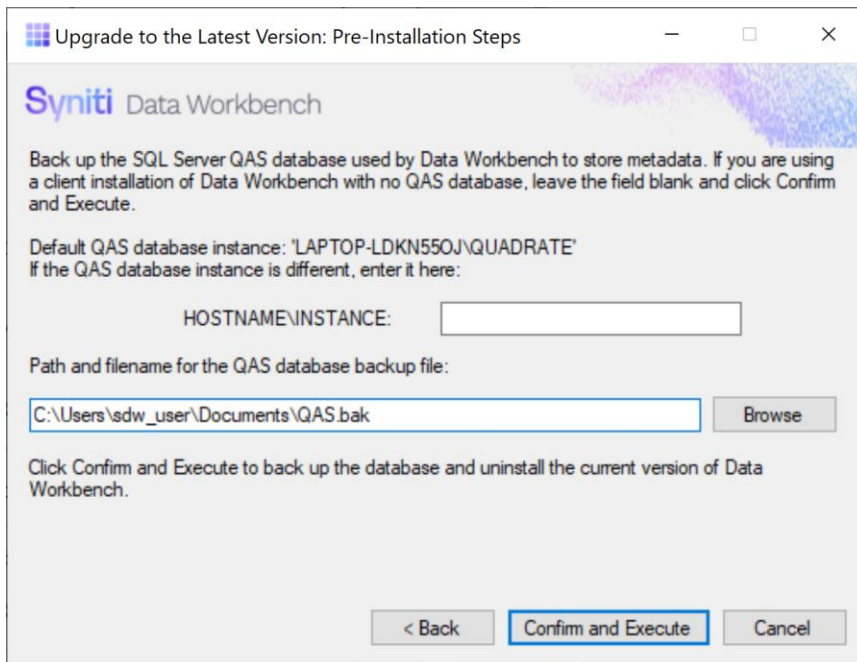 Upgrade to the Latest Version: Pre-Installation Steps
Syniti Data Workbench
Back up the SQL Server QAS database used by Data Workbench to store metadata. If you are using
a client installation of Data Workbench with no QAS database, leave the field blank and click Confirm
and Execute.
Default QAS database instance: 'LAPTOP-LDKN55OJ\QUADRATE'
If the QAS database instance is different, enter it here:
HOSTNAME\INSTANCE:
Path and filename for the QAS database backup file:
C:\Users\sdw_user\Documents\QAS.bak
Browse
Click Confirm and Execute to back up the database and uninstall the current version of Data
Workbench.
< Back
Confirm and Execute
Cancel